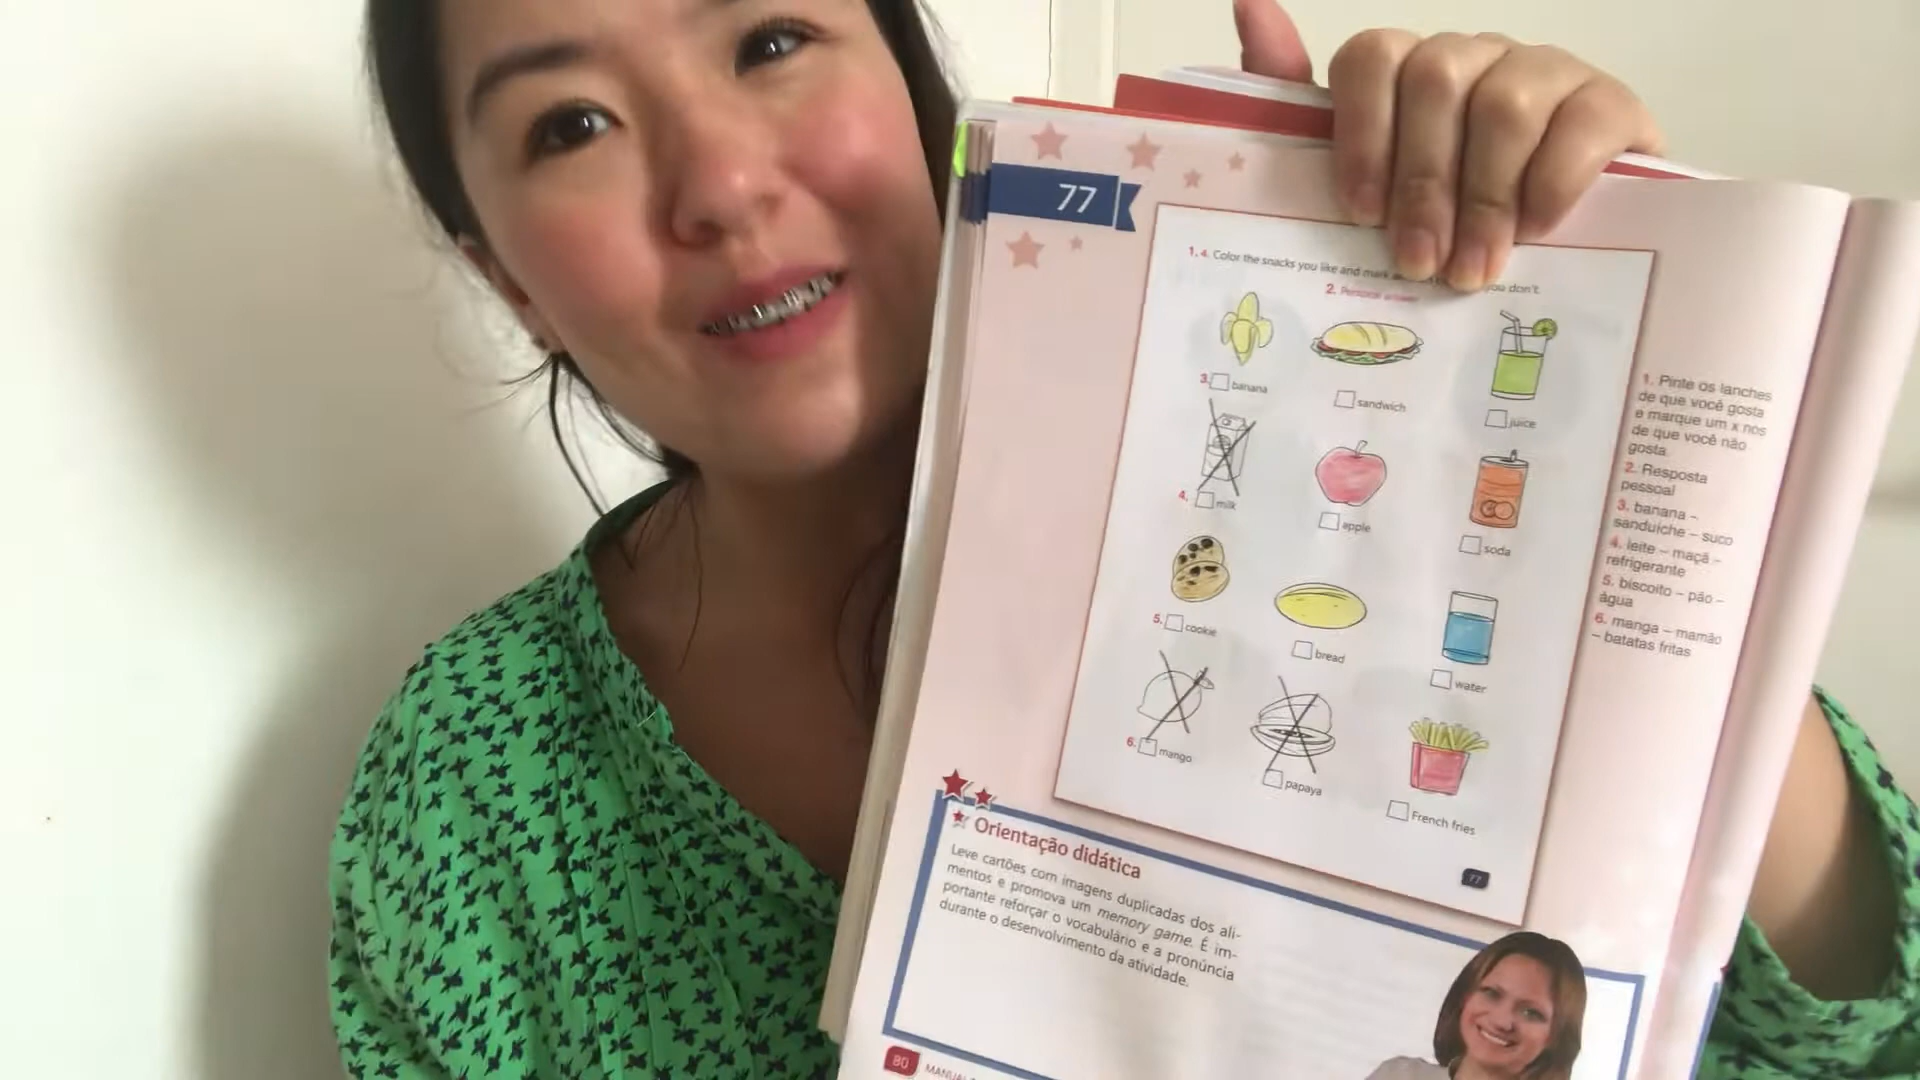 77
1. 4. Color the snacks you like and mark you don't.
2. Personal answer
3. banana
sandwich
juice
4. milk
apple
soda
5. cookie
bread
water
6. mango
papaya
French fries
77
1. Pinte os lanches
de que você gosta
e marque um x nos
de que você não
gosta.
2. Resposta
pessoal
3. banana –
sanduíche – suco
4. leite – maçã –
refrigerante
5. biscoito – pão –
água
6. manga – mamão
– batatas fritas
Orientação didática
Leve cartões com imagens duplicadas dos ali-
mentos e promova um memory game. É im-
portante reforçar o vocabulário e a pronúncia
durante o desenvolvimento da atividade.
80